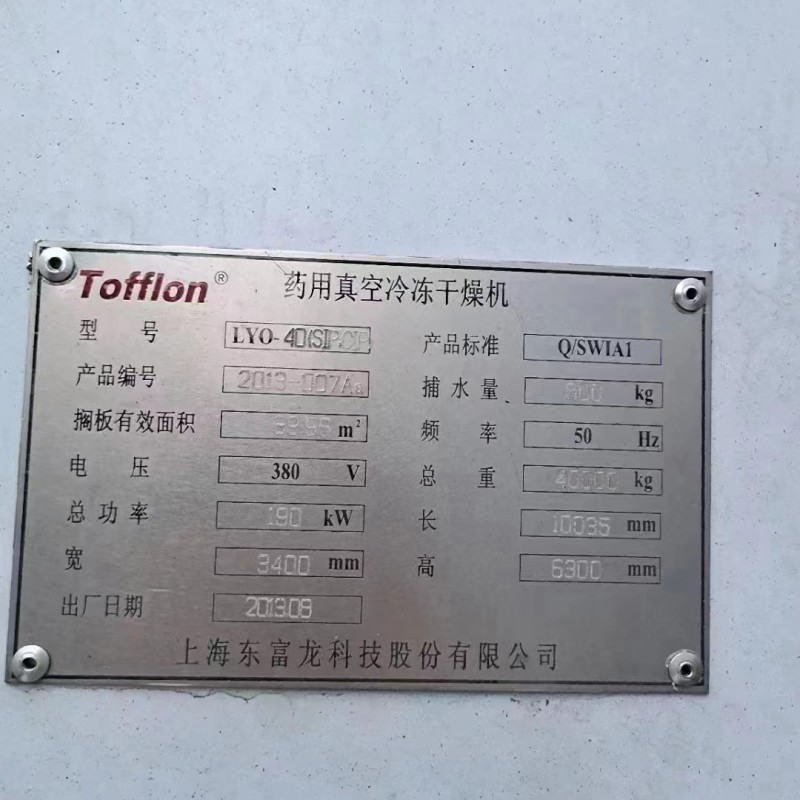 Tofflon® 药用真空冷冻干燥机
型号 LYO-40(SIP.CIP) 产品标准 Q/SWIA1
产品编号 2013-007Aa 捕水量 800 kg
搁板有效面积 m²
频率 50 Hz
电压 380 V 总重 40000 kg
总功率 190 kW 长 10035 mm
宽 3400 mm 高 6300 mm
出厂日期 201309
上海东富龙科技股份有限公司